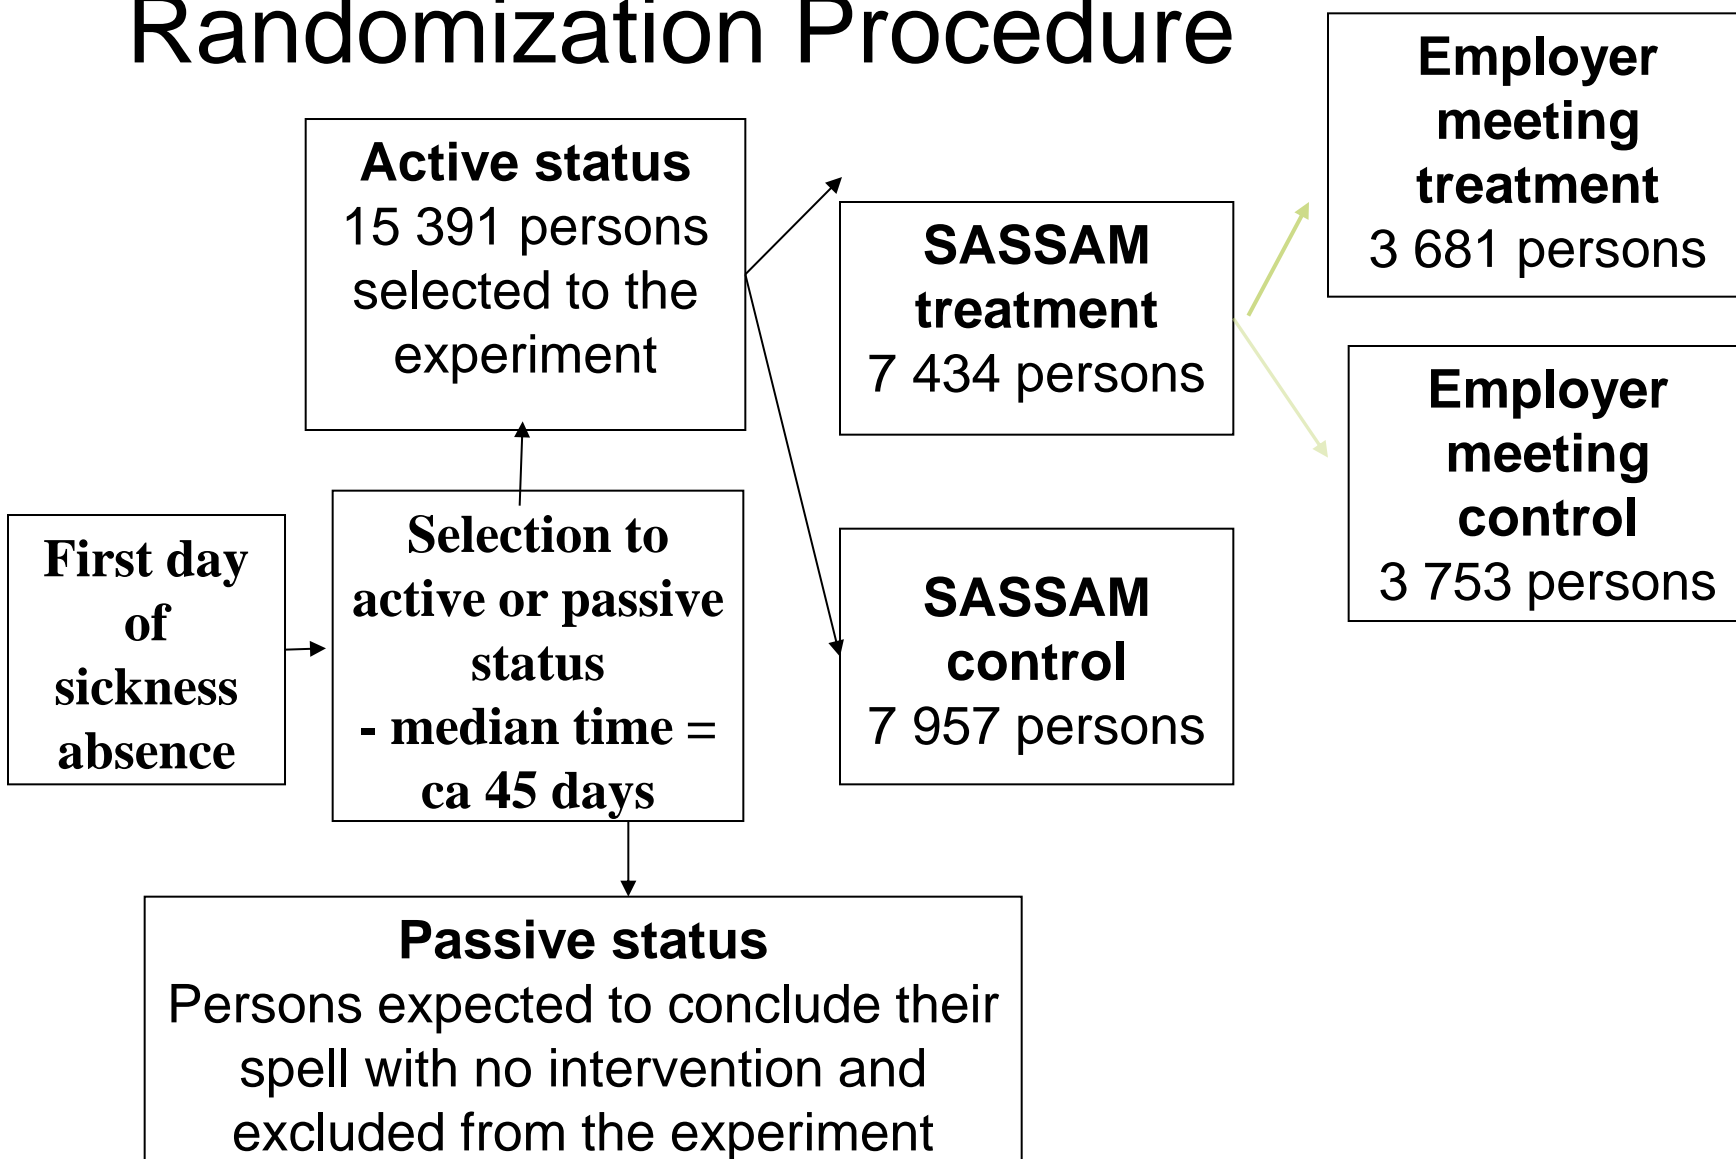 Randomization Procedure
Active status
15 391 persons
selected to the
experiment
SASSAM
treatment
7 434 persons
Employer
meeting
treatment
3 681 persons
Employer
meeting
control
3 753 persons
First day
of
sickness
absence
Selection to
active or passive
status
- median time =
ca 45 days
SASSAM
control
7 957 persons
Passive status
Persons expected to conclude their
spell with no intervention and
excluded from the experiment